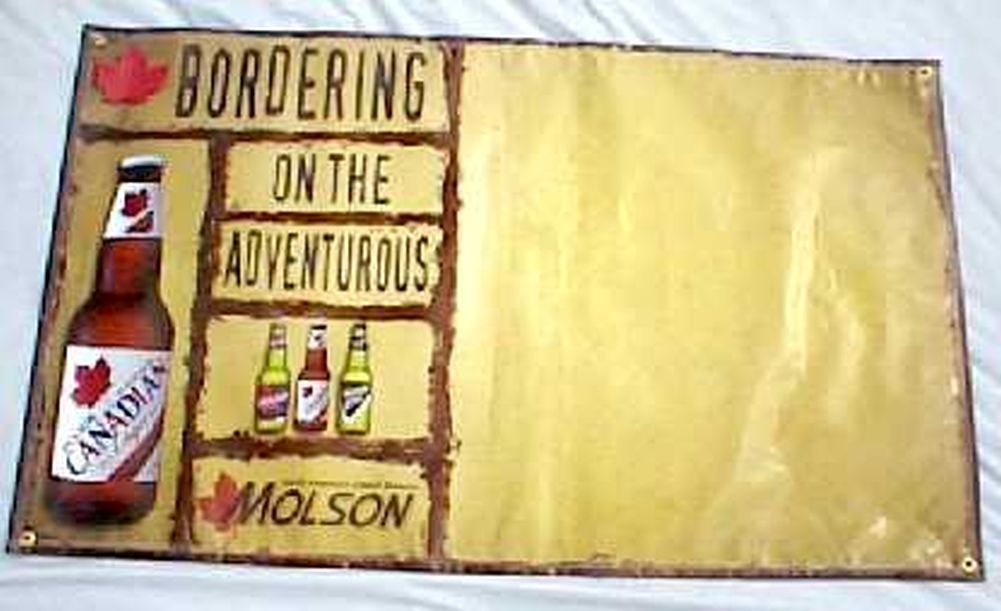 BORDERING
ON THE
ADVENTUROUS
CANADIAN
MOLSON